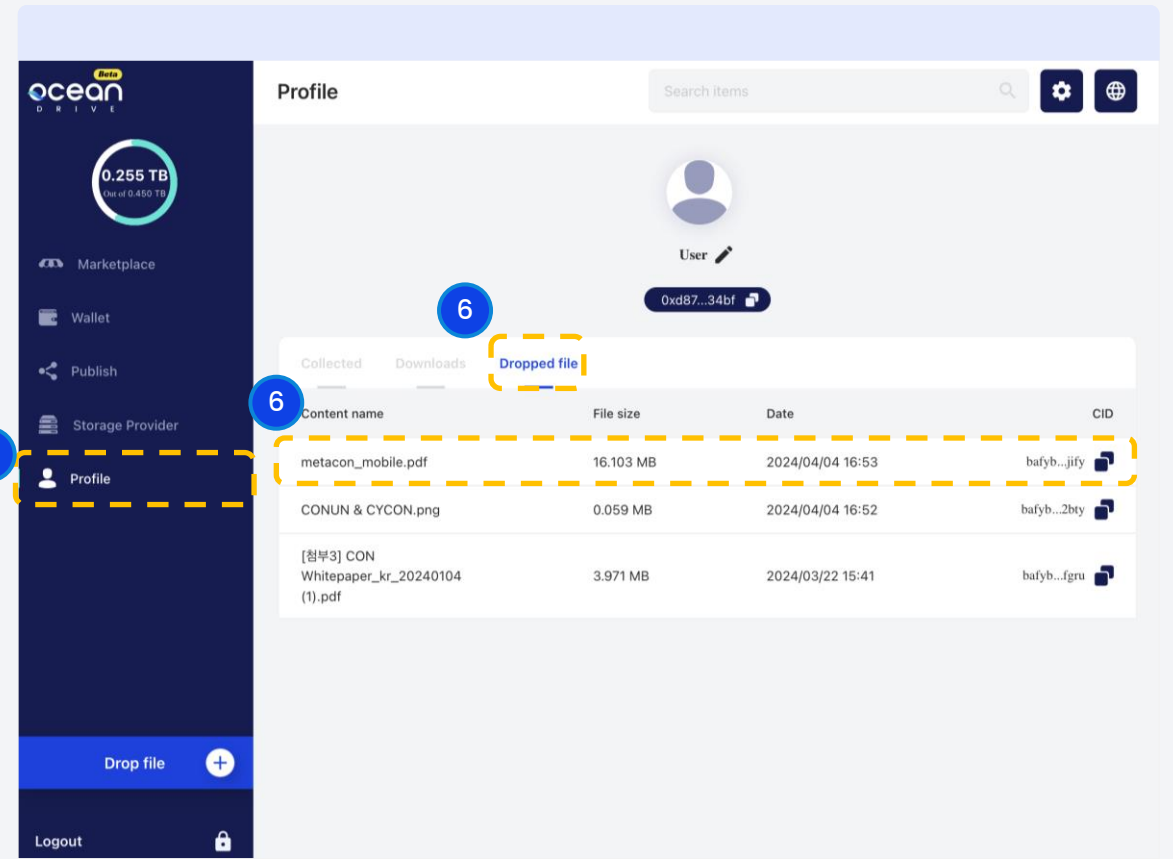 Beta
ocean
DRIVE
0.255 TB
Out of 0.450 TB
Marketplace
Wallet
Publish
Storage Provider
Profile
Drop file
Logout
Profile
Search items
User
0xd87...34bf
6
Collected Downloads Dropped file
6
Content name File size Date CID
metacon_mobile.pdf 16.103 MB 2024/04/04 16:53 bafyb...jify
CONUN & CYCON.png 0.059 MB 2024/04/04 16:52 bafyb...2bty
[첨부3] CON
Whitepaper_kr_20240104 3.971 MB 2024/03/22 15:41 bafyb...fgru
(1).pdf